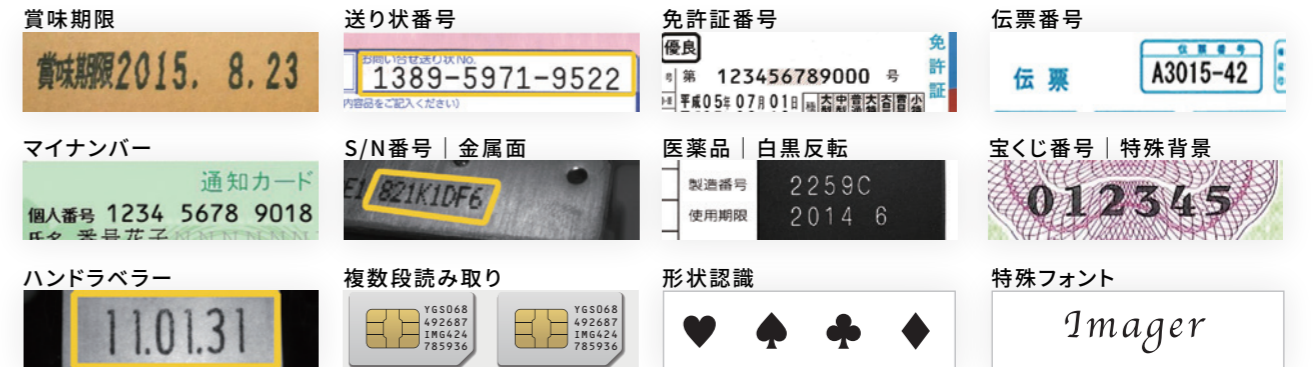 賞味期限
賞味期限2015. 8.23
送り状番号
お問い合せ送り状No.
1389-5971-9522
内容品をご記入ください)
免許証番号
優良
第 123456789000 号
平成05年07月01日
免許証
伝票番号
伝票
伝票番号
A3015-42
マイナンバー
通知カード
個人番号 1234 5678 9018
氏名 番号花子
S/N番号|金属面
E1 821K1DF6
医薬品|白黒反転
製造番号 2259C
使用期限 2014 6
宝くじ番号|特殊背景
012345
ハンドラベラー
11.01.31
複数段読み取り
YGS068
492687
IMG424
785936
YGS068
492687
IMG424
785936
形状認識
特殊フォント
Imager